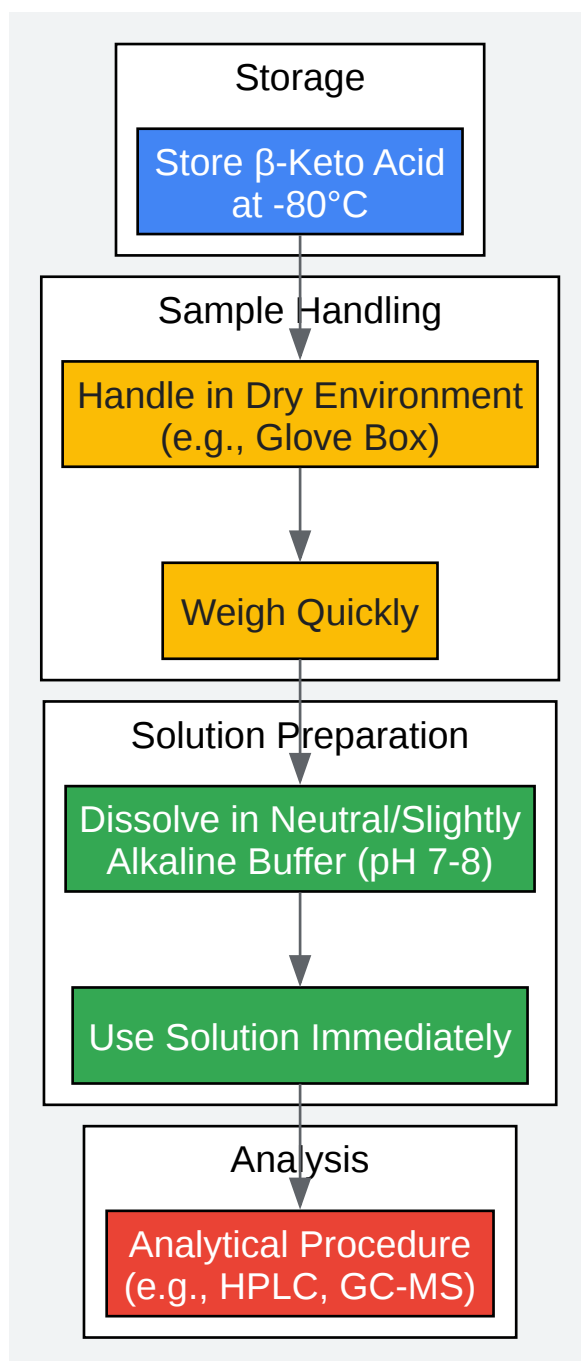 Storage
Store β-Keto Acid
at -80°C
Sample Handling
Handle in Dry Environment
(e.g., Glove Box)
Weigh Quickly
Solution Preparation
Dissolve in Neutral/Slightly
Alkaline Buffer (pH 7-8)
Use Solution Immediately
Analysis
Analytical Procedure
(e.g., HPLC, GC-MS)